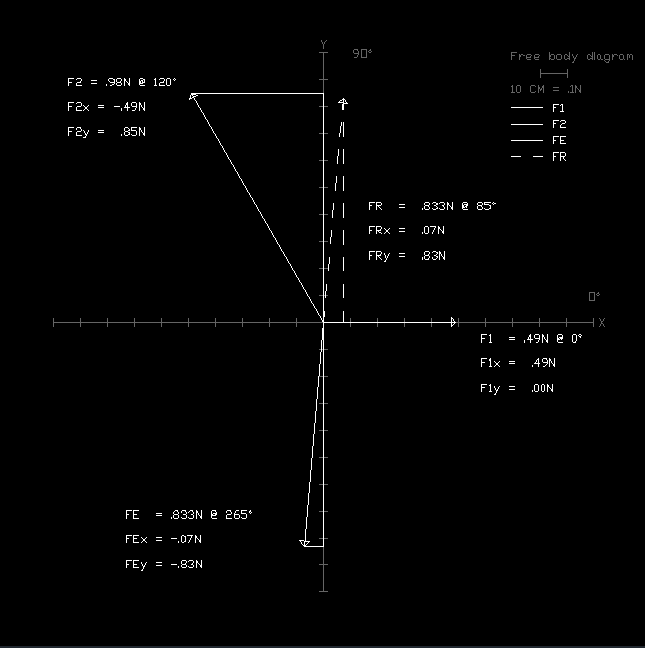 Y
90°
Free body diagram
10 CM = .1N
F1
F2
FE
FR
F2 = .98N @ 120°
F2x = -.49N
F2y = .85N
FR = .833N @ 85°
FRx = .07N
FRy = .83N
0°
X
F1 = .49N @ 0°
F1x = .49N
F1y = .00N
FE = .833N @ 265°
FEx = -.07N
FEy = -.83N